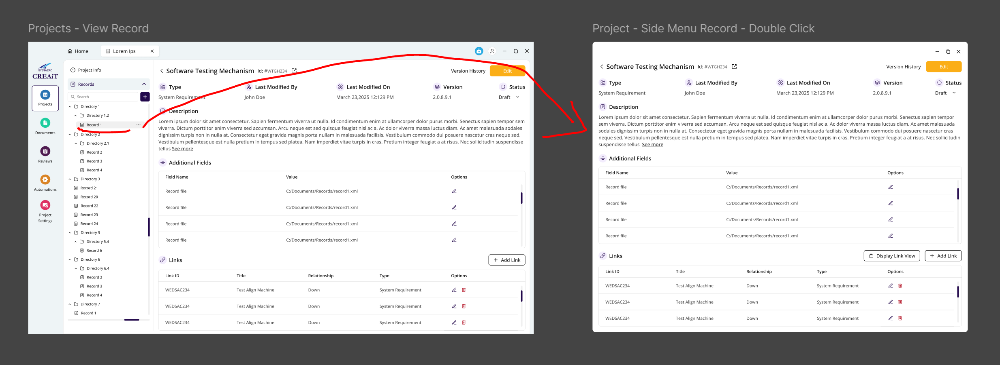 Projects - View Record
Home
Lorem Ips
SYSTAERO
CREAiT
Projects
Documents
Reviews
Automations
Project
Settings
Project Info
Records
Search
Directory 1
Directory 1.2
Record 1
Directory 2
Directory 2.1
Record 2
Record 3
Record 4
Directory 3
Record 21
Record 20
Record 22
Record 23
Record 24
Directory 5
Directory 5.4
Record 6
Directory 6
Directory 6.4
Record 2
Record 3
Record 4
Directory 7
Record 1
Software Testing Mechanism Id: #WTGH234
Version History Edit
Type Last Modified By Last Modified On Version Status
System Requirement John Doe March 23,2025 12:129 PM 2.0.8.9.1 Draft
Description
Lorem ipsum dolor sit amet consectetur. Sapien fermentum viverra ut nulla. Id condimentum enim at ullamcorper dolor purus morbi. Senectus sapien tempor sem
viverra. Dictum porttitor enim viverra sed accumsan. Arcu neque est sed quisque feugiat nisl ac a. Ac dolor viverra massa luctus diam. Ac amet malesuada sodales
dignissim turpis non in nulla at. Consectetur eget gravida magnis porta nullam in malesuada facilisis. Vestibulum commodo dui posuere nascetur cras neque sed.
Vestibulum pellentesque est nulla pretium in tempus sed platea. Nam imperdiet vitae turpis in cras. Pretium integer feugiat a at risus. Nec sollicitudin suspendisse
tellus See more
Additional Fields
Field Name Value Options
Record file C:/Documents/Records/record1.xml
Record file C:/Documents/Records/record1.xml
Record file C:/Documents/Records/record1.xml
Record file C:/Documents/Records/record1.xml
Links
+ Add Link
Link ID Title Relationship Type Options
WEDSAC234 Test Align Machine Down System Requirement
WEDSAC234 Test Align Machine Down System Requirement
WEDSAC234 Test Align Machine Down System Requirement
Project - Side Menu Record - Double Click
Software Testing Mechanism Id: #WTGH234
Version History Edit
Type Last Modified By Last Modified On Version Status
System Requirement John Doe March 23,2025 12:129 PM 2.0.8.9.1 Draft
Description
Lorem ipsum dolor sit amet consectetur. Sapien fermentum viverra ut nulla. Id condimentum enim at ullamcorper dolor purus morbi. Senectus sapien tempor
sem viverra. Dictum porttitor enim viverra sed accumsan. Arcu neque est sed quisque feugiat nisl ac a. Ac dolor viverra massa luctus diam. Ac amet malesuada
sodales dignissim turpis non in nulla at. Consectetur eget gravida magnis porta nullam in malesuada facilisis. Vestibulum commodo dui posuere nascetur cras
neque sed. Vestibulum pellentesque est nulla pretium in tempus sed platea. Nam imperdiet vitae turpis in cras. Pretium integer feugiat a at risus. Nec sollicitudin
suspendisse tellus See more
Additional Fields
Field Name Value Options
Record file C:/Documents/Records/record1.xml
Record file C:/Documents/Records/record1.xml
Record file C:/Documents/Records/record1.xml
Record file C:/Documents/Records/record1.xml
Links
Display Link View + Add Link
Link ID Title Relationship Type Options
WEDSAC234 Test Align Machine Down System Requirement
WEDSAC234 Test Align Machine Down System Requirement
WEDSAC234 Test Align Machine Down System Requirement